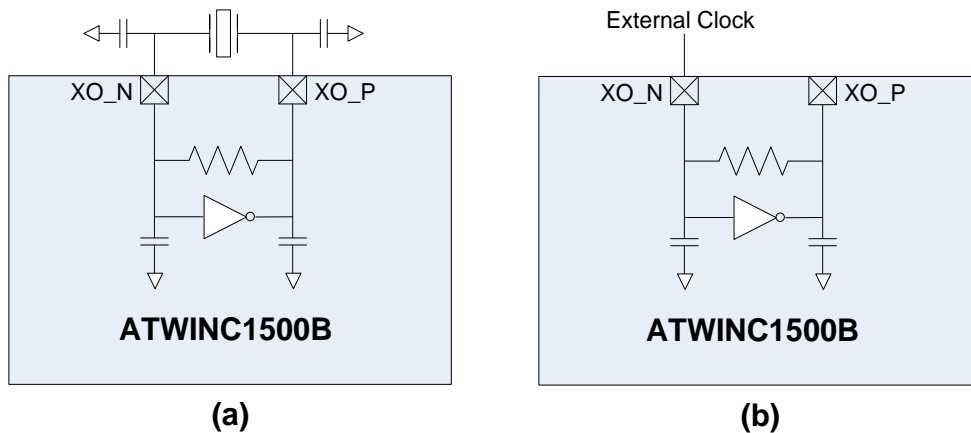 External Clock
XO_N XO_P
XO_N XO_P
ATWINC1500B
ATWINC1500B
(a)
(b)